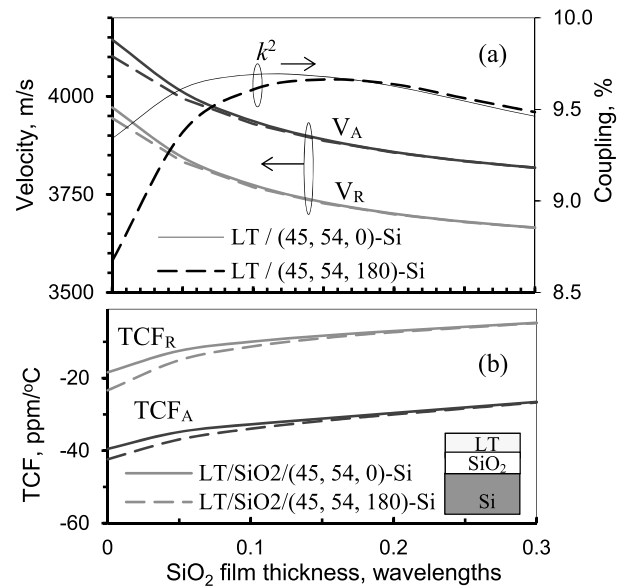 10.0
(a)
k²
4000
9.5
V_A
Velocity, m/s
Coupling, %
3750
9.0
V_R
LT / (45, 54, 0)-Si
LT / (45, 54, 180)-Si
3500
8.5
TCF_R
(b)
-20
TCF_A
TCF, ppm/°C
-40
LT
SiO₂
Si
LT/SiO2/(45, 54, 0)-Si
LT/SiO2/(45, 54, 180)-Si
-60
0
0.1
0.2
0.3
SiO₂ film thickness, wavelengths